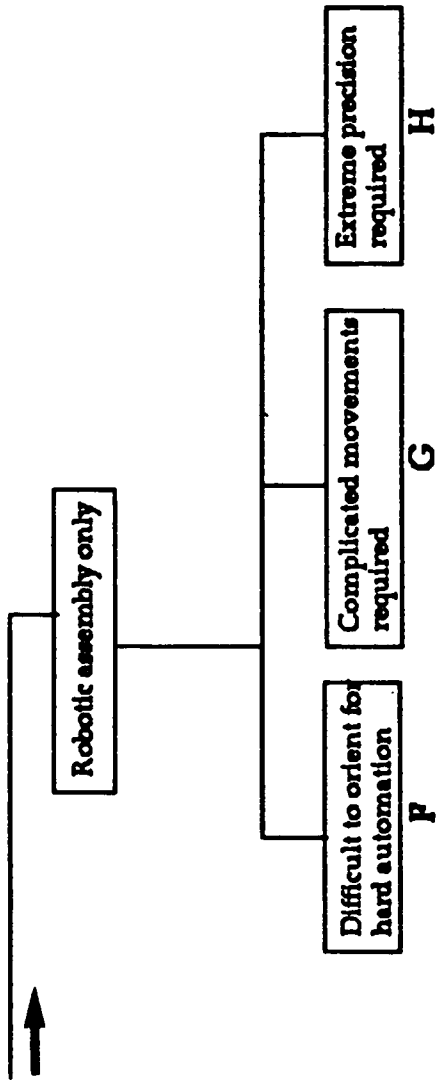 Robotic assembly only
Difficult to orient for
hard automation
F
Complicated movements
required
G
Extreme precision
required
H